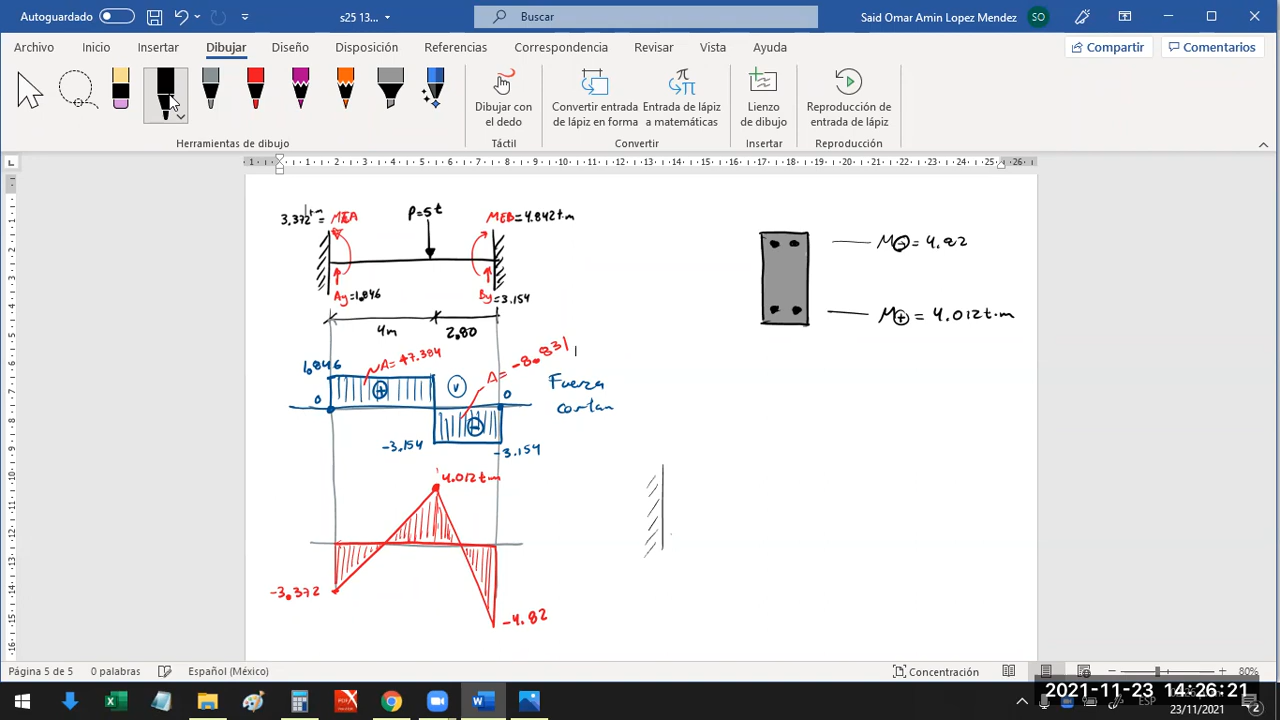 Autoguardado
s25 13...
Buscar
Said Omar Amin Lopez Mendez
SO
Archivo
Inicio
Insertar
Dibujar
Diseño
Disposición
Referencias
Correspondencia
Revisar
Vista
Ayuda
Compartir
Comentarios
Dibujar con el dedo
Convertir entrada de lápiz en forma
Entrada de lápiz a matemáticas
Lienzo de dibujo
Reproducción de entrada de lápiz
Herramientas de dibujo
Táctil
Convertir
Insertar
Reproducción
3.372 t·m = MEA
P=5t
MEB=4.842t·m
Ay=1.846
By=3.154
4m
2.80
1.846
A=+7.384
A= -8.831
0
+
V
0
Fuerza
cortan
-
-3.154
-3.154
4.012t·m
-3.372
-4.82
M⊖ = 4.82
M⊕ = 4.012t·m
Página 5 de 5
0 palabras
Español (México)
Concentración
80%
2021-11-23 14:26:21
ESP
23/11/2021
2